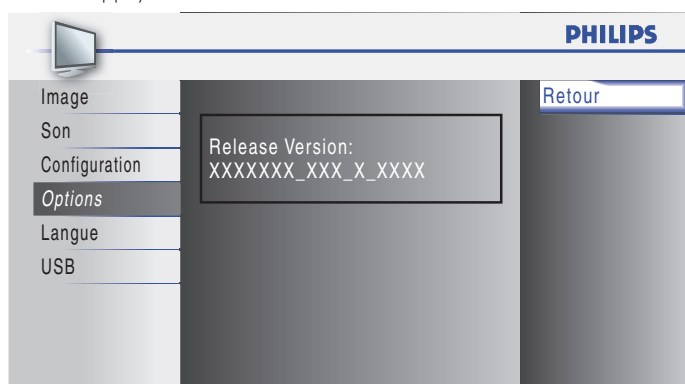 PHILIPS
Image
Son
Configuration
Options
Langue
USB
Release Version:
XXXXXXX_XXX_X_XXXX
Retour